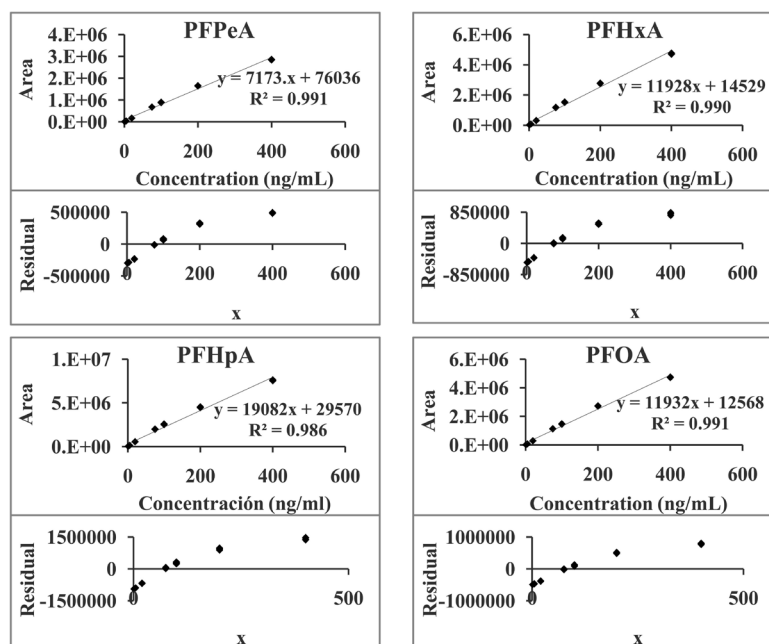 PFPeA
4.E+06
3.E+06
2.E+06
1.E+06
0.E+00
Area
y = 7173.x + 76036
R² = 0.991
0 200 400 600
Concentration (ng/mL)
500000
0
-500000
Residual
0 200 400 600
x
PFHxA
6.E+06
4.E+06
2.E+06
0.E+00
Area
y = 11928x + 14529
R² = 0.990
0 200 400 600
Concentration (ng/mL)
850000
0
-850000
Residual
0 200 400 600
x
PFHpA
1.E+07
5.E+06
0.E+00
Area
y = 19082x + 29570
R² = 0.986
0 200 400 600
Concentración (ng/ml)
1500000
0
-1500000
Residual
0 500
x
PFOA
6.E+06
4.E+06
2.E+06
0.E+00
Area
y = 11932x + 12568
R² = 0.991
0 200 400 600
Concentration (ng/mL)
1000000
0
-1000000
Residual
0 500
x